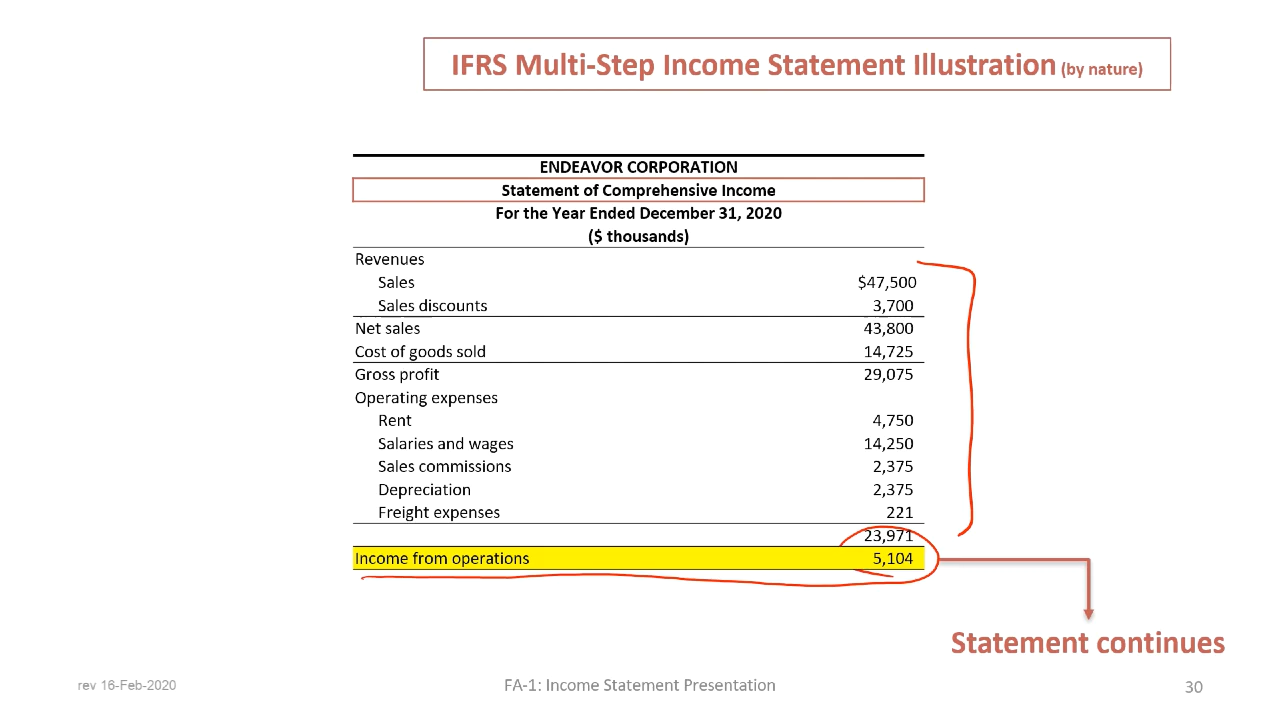 IFRS Multi-Step Income Statement Illustration (by nature)
ENDEAVOR CORPORATION
Statement of Comprehensive Income
For the Year Ended December 31, 2020
($ thousands)
Revenues
Sales $47,500
Sales discounts 3,700
Net sales 43,800
Cost of goods sold 14,725
Gross profit 29,075
Operating expenses
Rent 4,750
Salaries and wages 14,250
Sales commissions 2,375
Depreciation 2,375
Freight expenses 221
23,971
Income from operations 5,104
Statement continues
rev 16-Feb-2020 FA-1: Income Statement Presentation 30